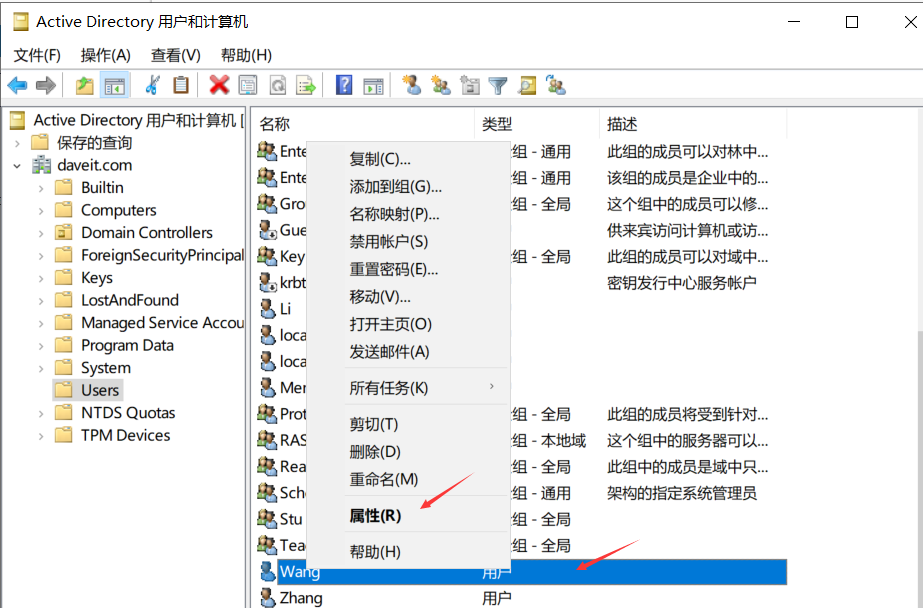 Active Directory 用户和计算机
文件(F) 操作(A) 查看(V) 帮助(H)
Active Directory 用户和计算机 [
保存的查询
daveit.com
Builtin
Computers
Domain Controllers
ForeignSecurityPrincipal
Keys
LostAndFound
Managed Service Accou
Program Data
System
Users
NTDS Quotas
TPM Devices
名称 类型 描述
Ente 组 - 通用 此组的成员可以对林中...
Ente 组 - 通用 该组的成员是企业中的...
Gro 组 - 全局 这个组中的成员可以修...
Gue 供来宾访问计算机或访...
Key 组 - 全局 此组的成员可以对域中...
krbt 密钥发行中心服务帐户
Li
loca
loca
Mer
Prot 组 - 全局 此组的成员将受到针对...
RAS 组 - 本地域 这个组中的服务器可以...
Rea 组 - 全局 此组中的成员是域中只...
Sch 组 - 通用 架构的指定系统管理员
Stu 组 - 全局
Tea 组 - 全局
Wang 用户
Zhang 用户
复制(C)...
添加到组(G)...
名称映射(P)...
禁用帐户(S)
重置密码(E)...
移动(V)...
打开主页(O)
发送邮件(A)
所有任务(K)
剪切(T)
删除(D)
重命名(M)
属性(R)
帮助(H)